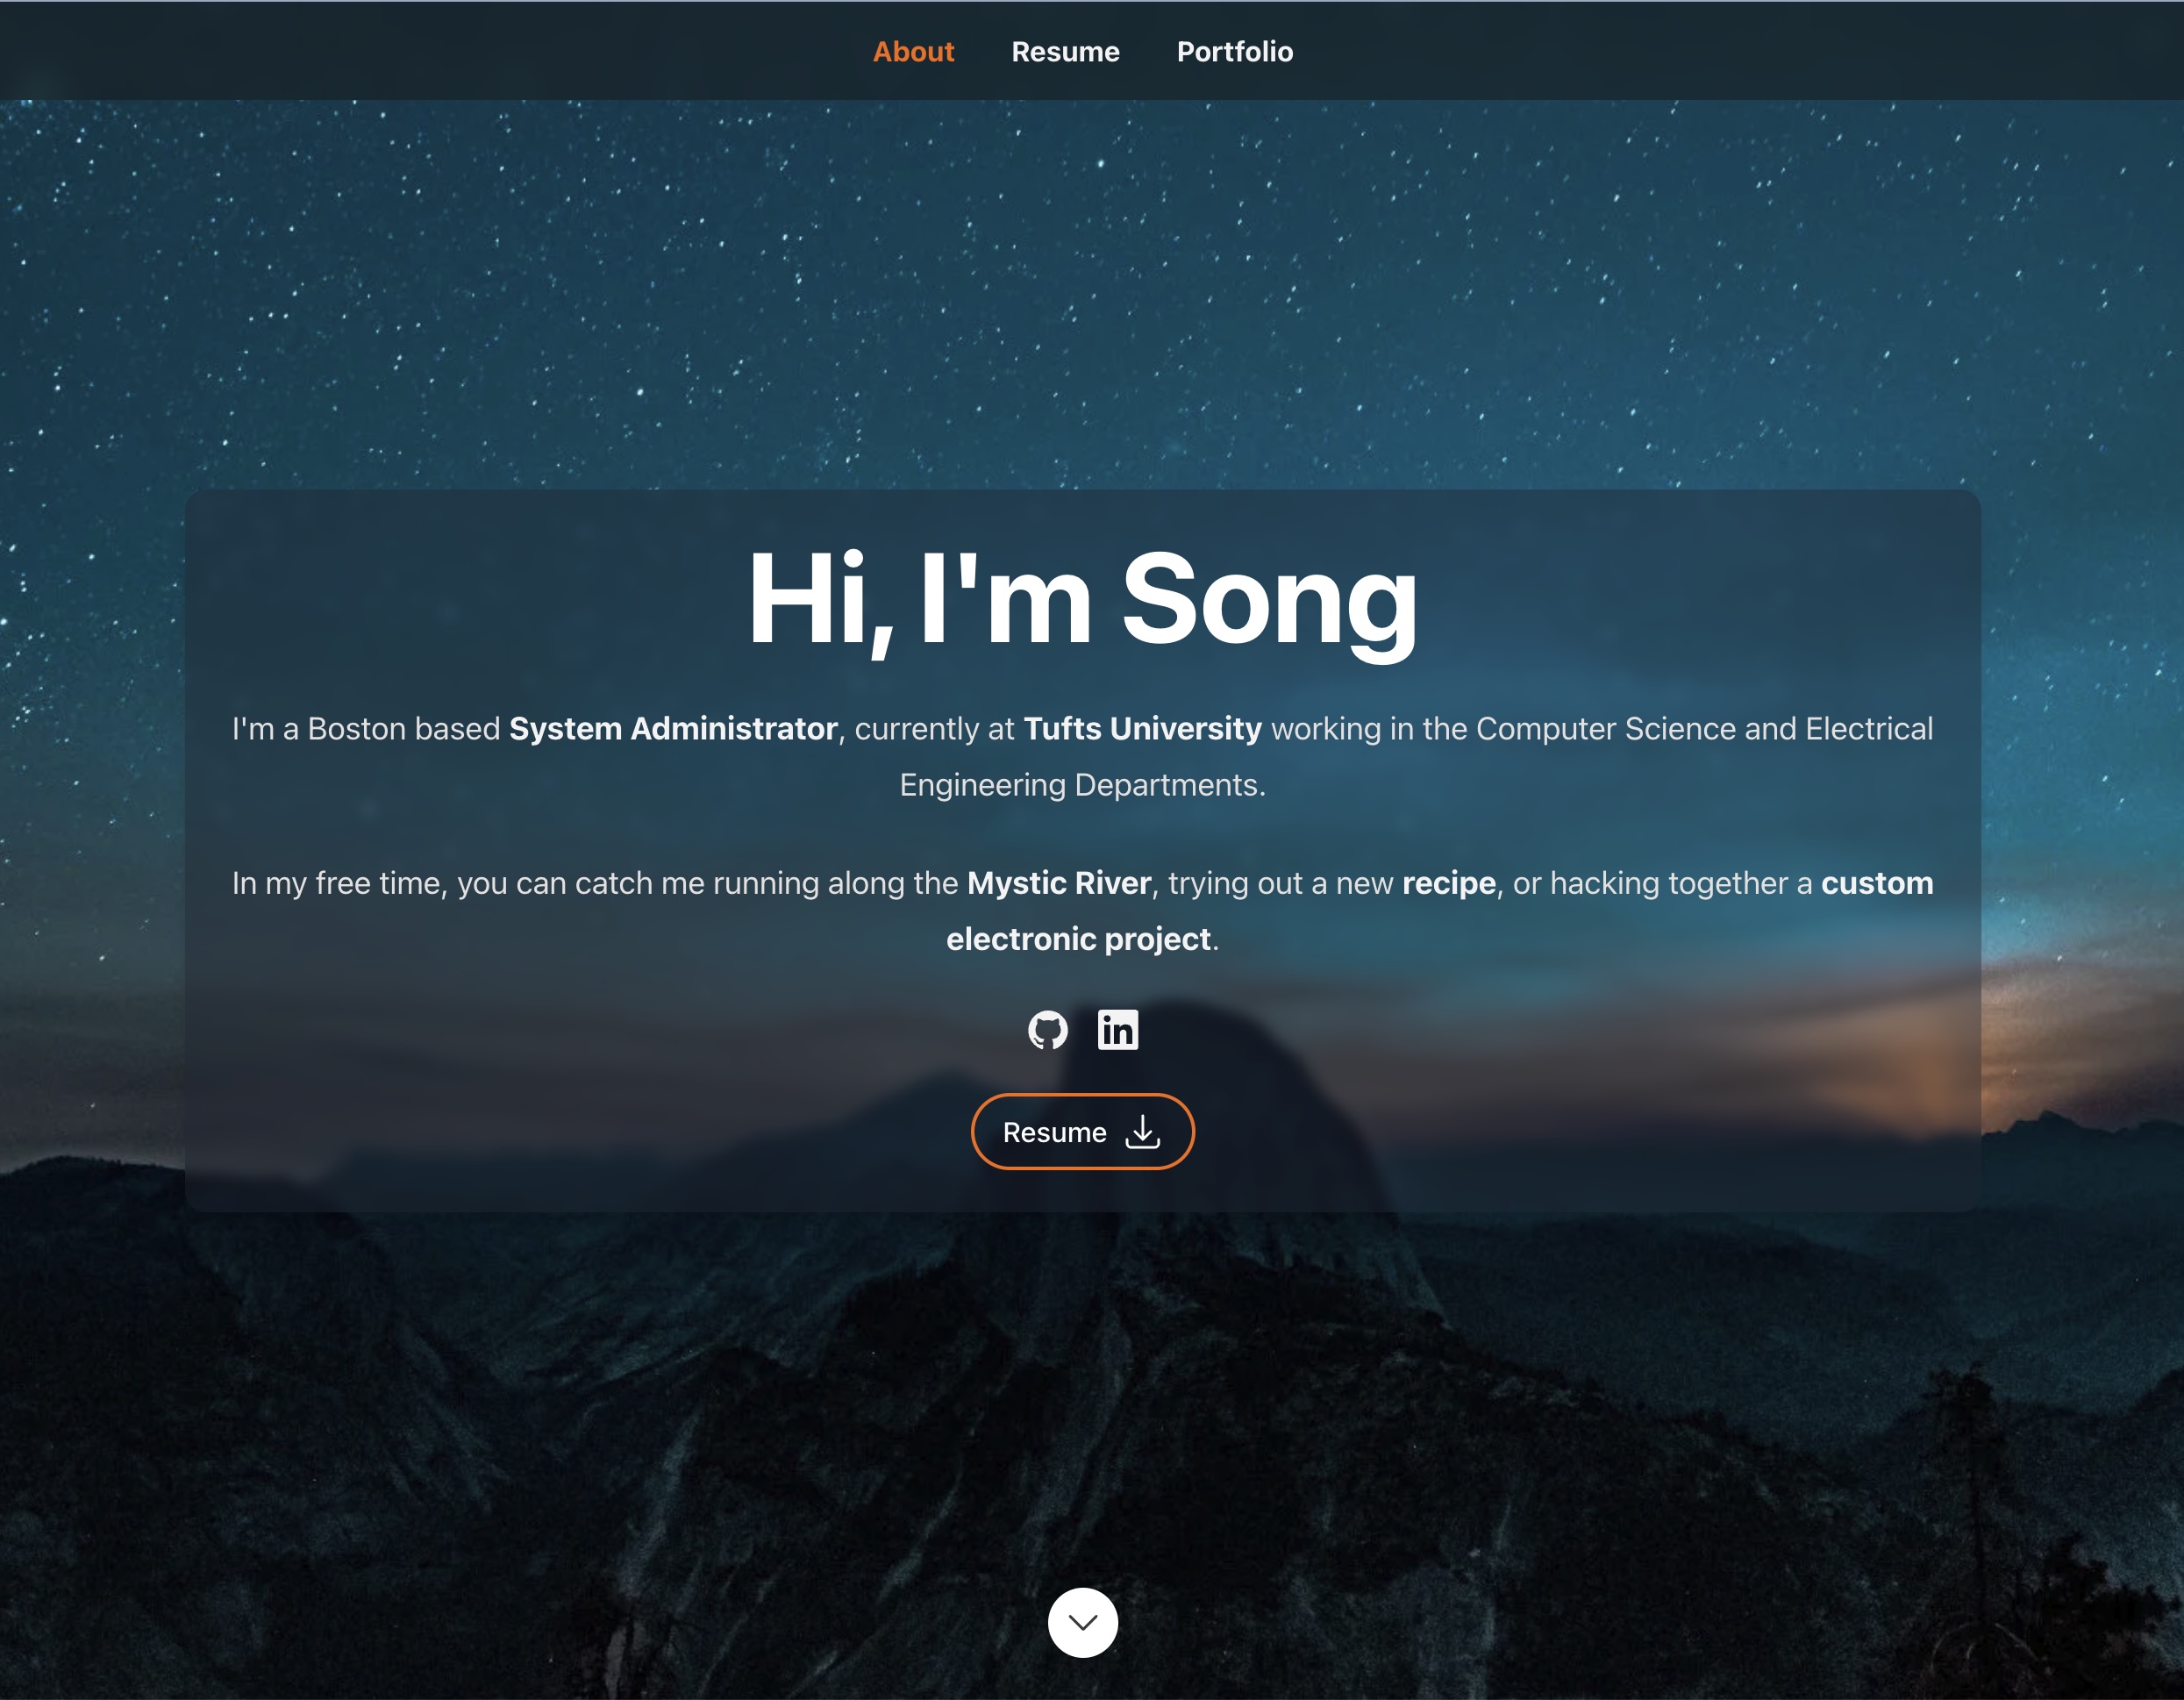 About Resume Portfolio
Hi, I'm Song
I'm a Boston based System Administrator, currently at Tufts University working in the Computer Science and Electrical
Engineering Departments.
In my free time, you can catch me running along the Mystic River, trying out a new recipe, or hacking together a custom
electronic project.
in
Resume